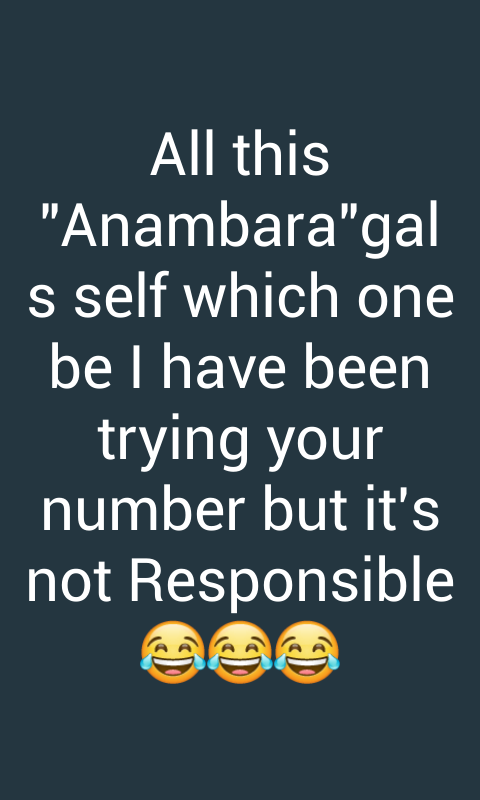 All this
"Anambara"gal
s self which one
be I have been
trying your
number but it's
not Responsible
😂😂😂